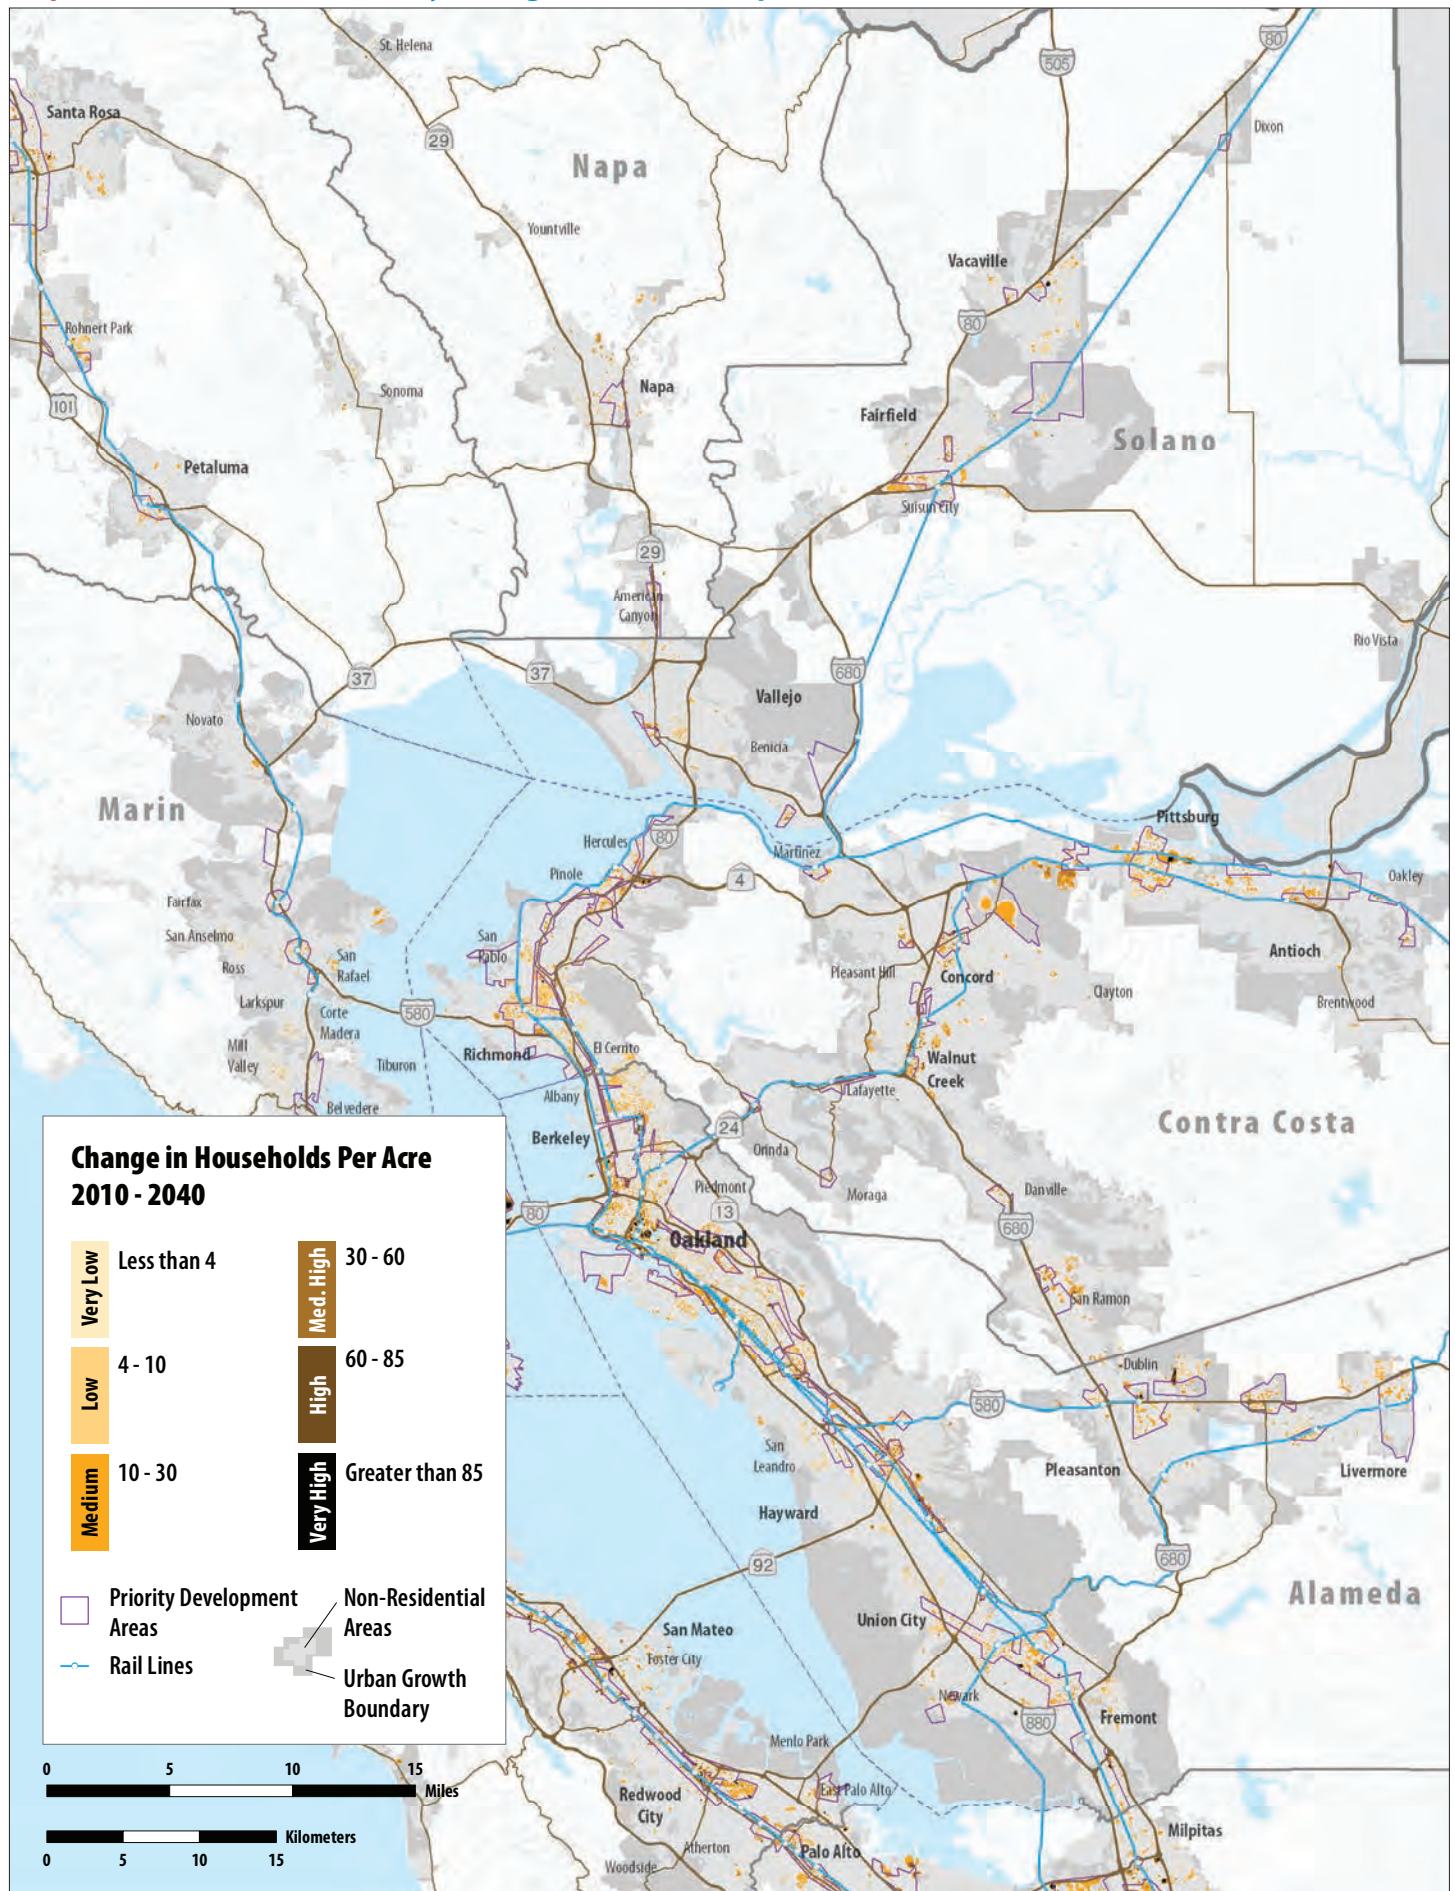 St. Helena
80
505
Santa Rosa
Dixon
29
Napa
Yountville
Vacaville
80
Rohnert Park
Napa
Sonoma
101
Fairfield
Solano
Petaluma
Suisun City
29
American
Canyon
Rio Vista
37
37
680
Vallejo
Novato
Benicia
Marin
Pittsburg
Hercules
80
Martinez
Pinole
4
Oakley
Fairfax
San Anselmo
San
Pablo
Ross
San
Rafael
Pleasant Hill
Concord
Antioch
Clayton
Larkspur
Brentwood
580
Corte
Madera
Mill
Valley
Richmond
El Cerrito
Tiburon
Walnut
Creek
Lafayette
Albany
Belvedere
24
Contra Costa
Berkeley
Orinda
Piedmont
Moraga
Danville
80
13
680
Oakland
San Ramon
Dublin
580
San
Leandro
Pleasanton
Livermore
Hayward
680
92
Alameda
Union City
San Mateo
Foster City
Newark
880
Fremont
Menlo Park
East Palo Alto
Redwood
City
Milpitas
Atherton
Palo Alto
Woodside
Change in Households Per Acre
2010 - 2040
Very Low
Less than 4
Low
4 - 10
Medium
10 - 30
Med. High
30 - 60
High
60 - 85
Very High
Greater than 85
Priority Development
Areas
Rail Lines
Non-Residential
Areas
Urban Growth
Boundary
0
5
10
15
Miles
Kilometers
0
5
10
15